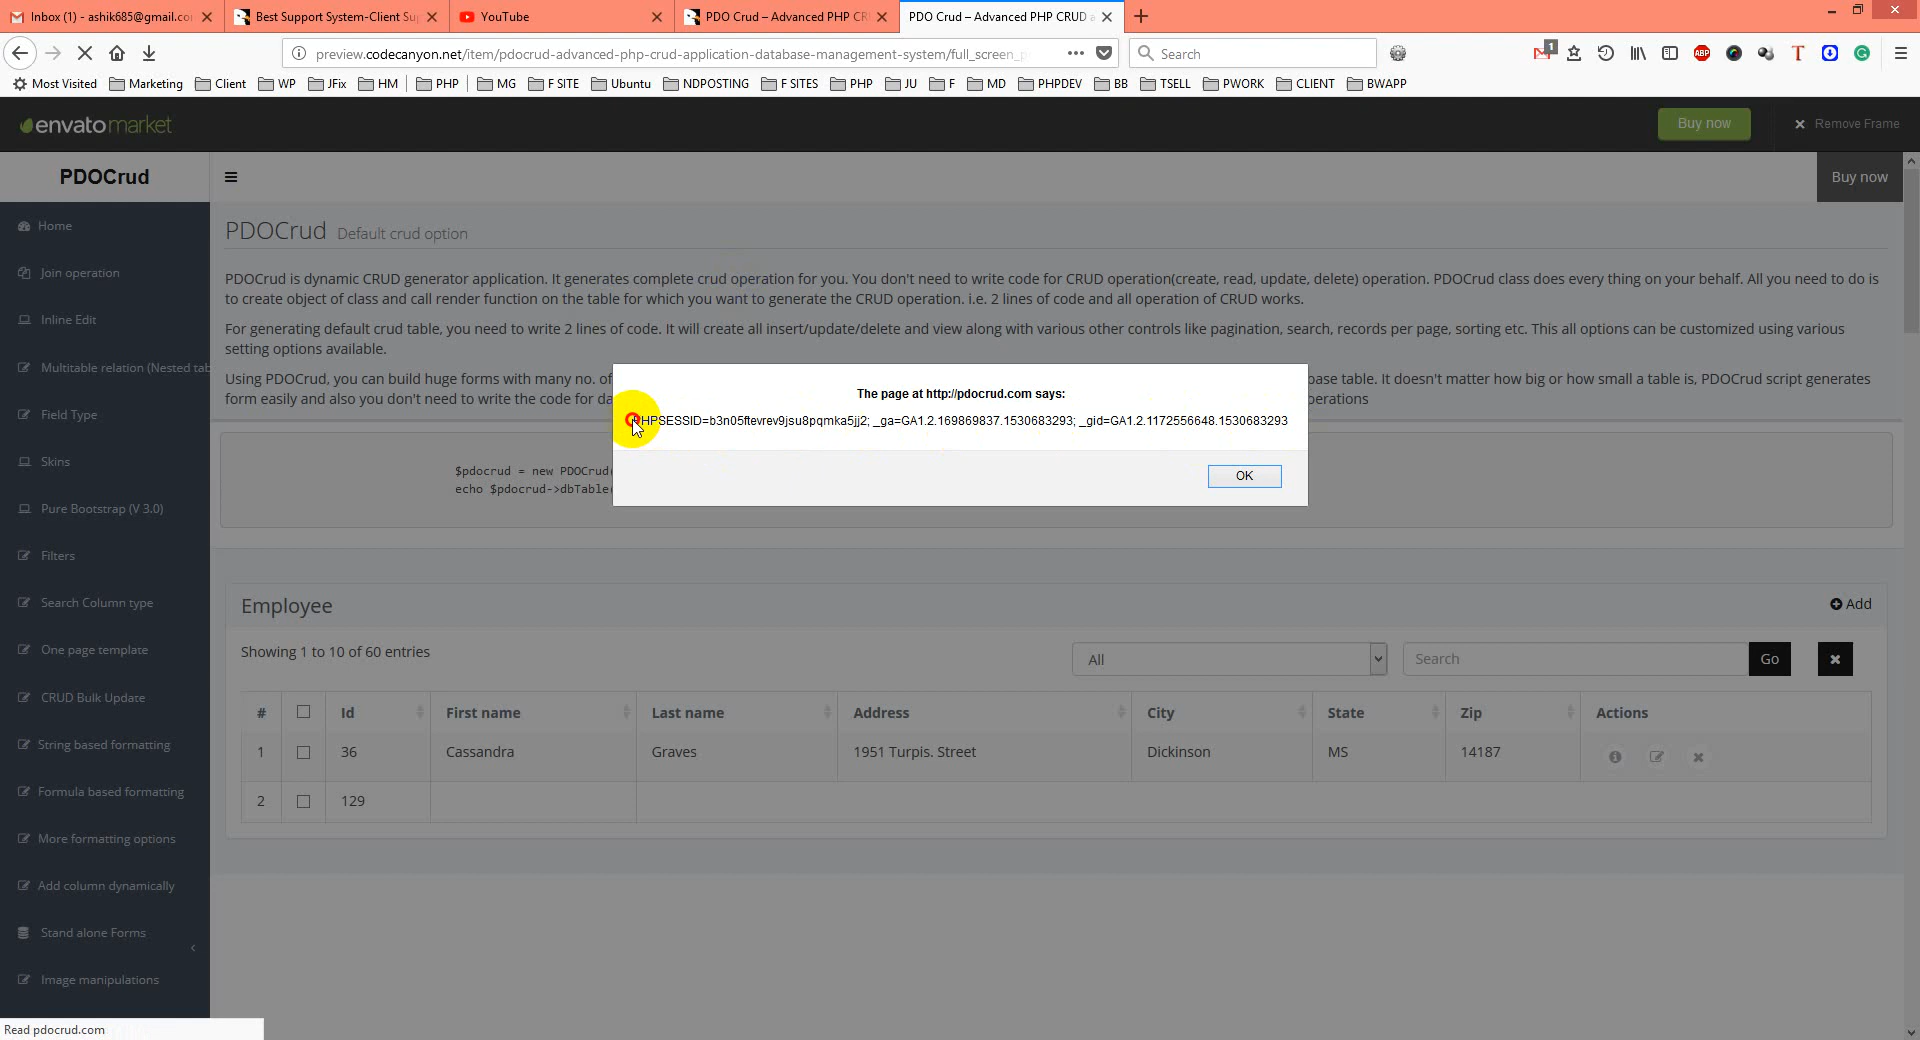 Inbox (1) - ashik685@gmail.co
Best Support System-Client Su
YouTube
PDO Crud – Advanced PHP CR
PDO Crud – Advanced PHP CRUD a
preview.codecanyon.net/item/pdocrud-advanced-php-crud-application-database-management-system/full_screen_p
Search
1
ABP
Most Visited
Marketing
Client
WP
JFix
HM
PHP
MG
F SITE
Ubuntu
NDPOSTING
F SITES
PHP
JU
F
MD
PHPDEV
BB
TSELL
PWORK
CLIENT
BWAPP
envatomarket
Buy now
Remove Frame
PDOCrud
Buy now
Home
Join operation
Inline Edit
Multitable relation (Nested tab
Field Type
Skins
Pure Bootstrap (V 3.0)
Filters
Search Column type
One page template
CRUD Bulk Update
String based formatting
Formula based formatting
More formatting options
Add column dynamically
Stand alone Forms
Image manipulations
PDOCrud Default crud option
PDOCrud is dynamic CRUD generator application. It generates complete crud operation for you. You don't need to write code for CRUD operation(create, read, update, delete) operation. PDOCrud class does every thing on your behalf. All you need to do is
to create object of class and call render function on the table for which you want to generate the CRUD operation. i.e. 2 lines of code and all operation of CRUD works.
For generating default crud table, you need to write 2 lines of code. It will create all insert/update/delete and view along with various other controls like pagination, search, records per page, sorting etc. This all options can be customized using various
setting options available.
Using PDOCrud, you can build huge forms with many no. of base table. It doesn't matter how big or how small a table is, PDOCrud script generates
form easily and also you don't need to write the code for da perations
The page at http://pdocrud.com says:
PHPSESSID=b3n05ftevrev9jsu8pqmka5jj2; _ga=GA1.2.169869837.1530683293; _gid=GA1.2.1172556648.1530683293
OK
$pdocrud = new PDOCrud(
echo $pdocrud->dbTable(
Employee
Add
Showing 1 to 10 of 60 entries
All
Search
Go
# Id First name Last name Address City State Zip Actions
1 36 Cassandra Graves 1951 Turpis. Street Dickinson MS 14187
2 129
Read pdocrud.com